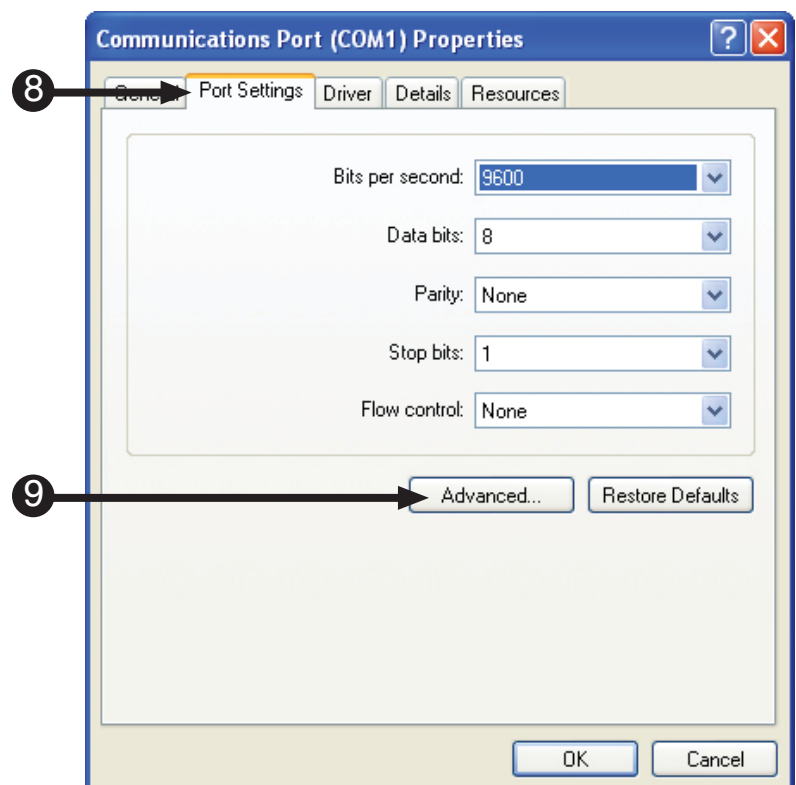 Communications Port (COM1) Properties
8 General Port Settings Driver Details Resources
Bits per second: 9600
Data bits: 8
Parity: None
Stop bits: 1
Flow control: None
9 Advanced... Restore Defaults
OK Cancel